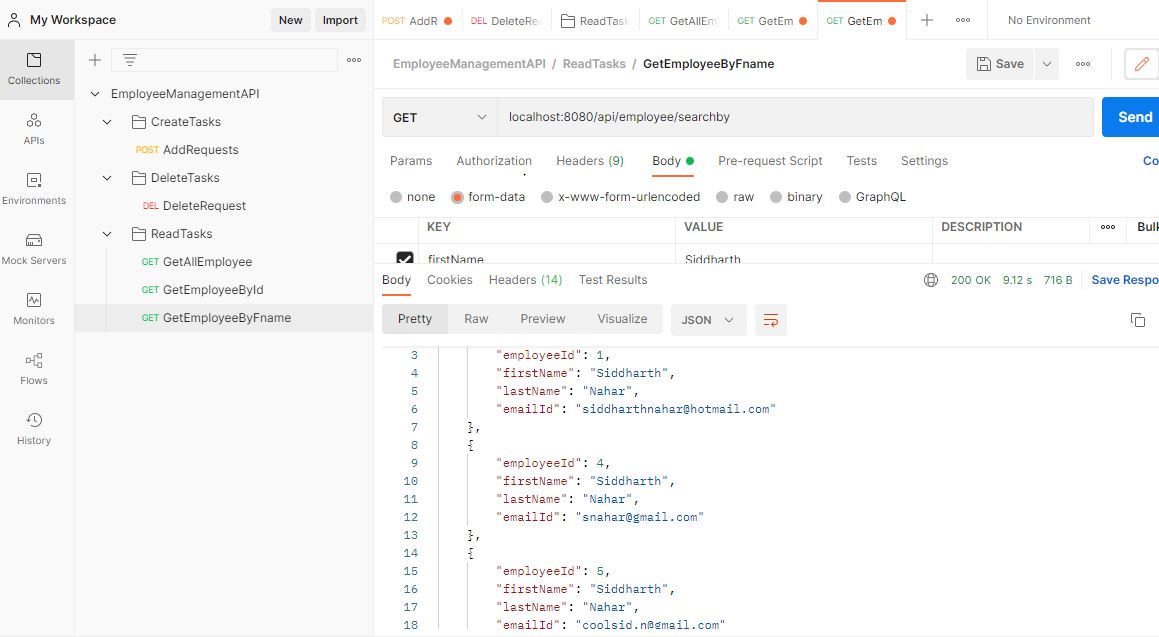 My Workspace
New
Import
POST AddR
DEL DeleteRe
ReadTask
GET GetAllEm
GET GetEm
GET GetEm
No Environment
Collections
APIs
Environments
Mock Servers
Monitors
Flows
History
EmployeeManagementAPI
CreateTasks
POST AddRequests
DeleteTasks
DEL DeleteRequest
ReadTasks
GET GetAllEmployee
GET GetEmployeeById
GET GetEmployeeByFname
EmployeeManagementAPI / ReadTasks / GetEmployeeByFname
Save
GET
localhost:8080/api/employee/searchby
Send
Params Authorization Headers (9) Body Pre-request Script Tests Settings Co
none form-data x-www-form-urlencoded raw binary GraphQL
KEY VALUE DESCRIPTION Bulk
firstName Siddharth
Body Cookies Headers (14) Test Results 200 OK 9.12 s 716 B Save Respo
Pretty Raw Preview Visualize JSON
3 "employeeId": 1,
4 "firstName": "Siddharth",
5 "lastName": "Nahar",
6 "emailId": "siddharthnahar@hotmail.com"
7 },
8 {
9 "employeeId": 4,
10 "firstName": "Siddharth",
11 "lastName": "Nahar",
12 "emailId": "snahar@gmail.com"
13 },
14 {
15 "employeeId": 5,
16 "firstName": "Siddharth",
17 "lastName": "Nahar",
18 "emailId": "coolsid.n@gmail.com"